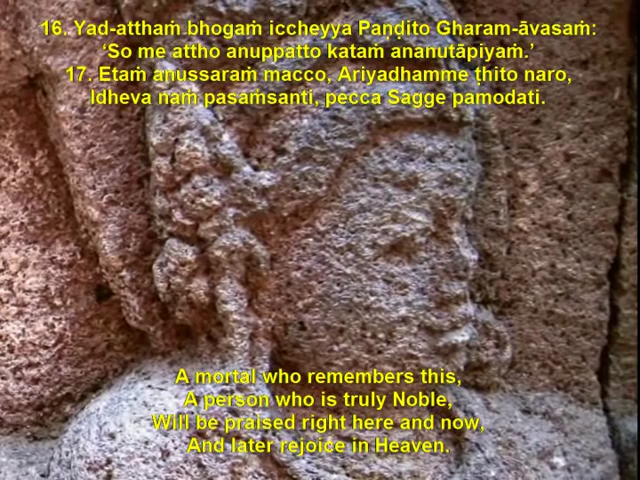 16. Yad-atthaṁ bhogaṁ iccheyya Paṇḍito Gharam-āvasaṁ:
‘So me attho anuppatto kataṁ ananutāpiyaṁ.’
17. Etaṁ anussaraṁ macco, Ariyadhamme ṭhito naro,
Idheva naṁ pasaṁsanti, pecca Sagge pamodati.
A mortal who remembers this,
A person who is truly Noble,
Will be praised right here and now,
And later rejoice in Heaven.